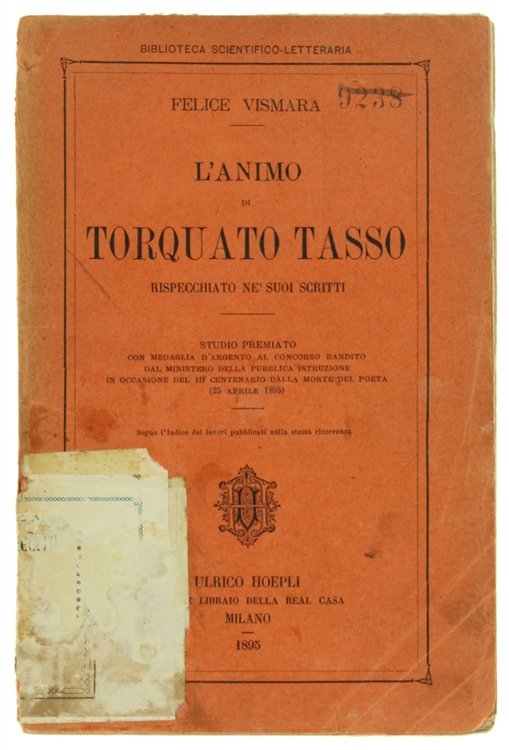 BIBLIOTECA SCIENTIFICO-LETTERARIA
FELICE VISMARA
9238
L'ANIMO
DI
TORQUATO TASSO
RISPECCHIATO NE' SUOI SCRITTI
STUDIO PREMIATO
CON MEDAGLIA D'ARGENTO AL CONCORSO BANDITO
DAL MINISTERO DELLA PUBBLICA ISTRUZIONE
IN OCCASIONE DEL III CENTENARIO DALLA MORTE DEL POETA
(25 APRILE 1895)
Segue l'Indice dei lavori pubblicati nella stessa ricorrenza
ULRICO HOEPLI
LIBRAIO DELLA REAL CASA
MILANO
1895